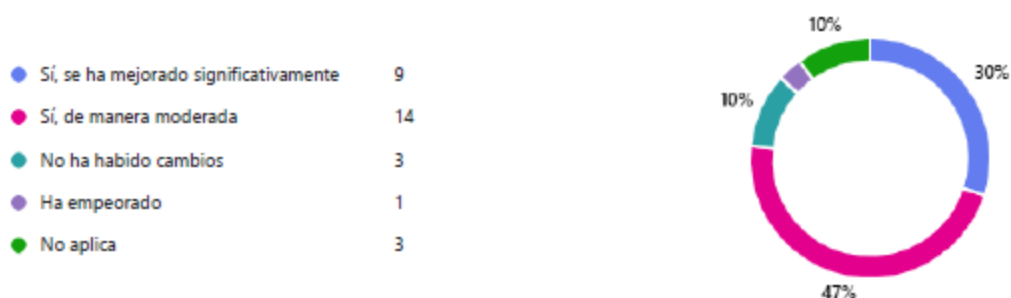 Sí, se ha mejorado significativamente 9
Sí, de manera moderada 14
No ha habido cambios 3
Ha empeorado 1
No aplica 3
10%
30%
10%
47%